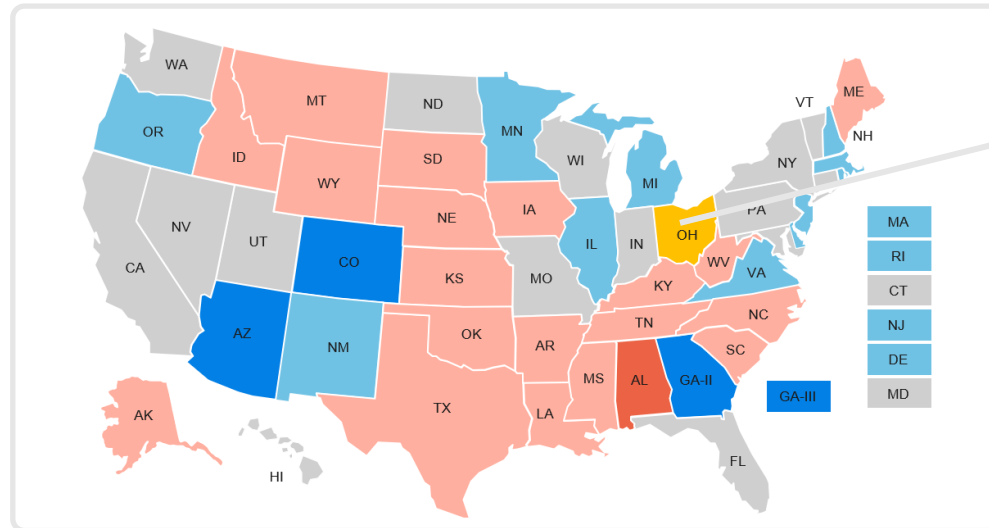 WA
MT
ND
MN
VT
ME
OR
ID
SD
WI
NY
NH
WY
MI
IA
NE
PA
NV
UT
IL
IN
OH
MA
CO
WV
VA
RI
CA
KS
MO
KY
CT
NC
TN
NJ
AZ
NM
OK
AR
SC
DE
MS
AL
GA-II
GA-III
MD
TX
LA
AK
FL
HI